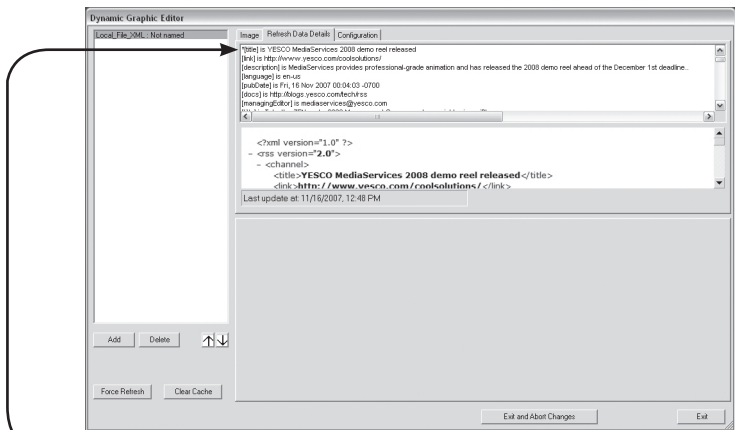 Dynamic Graphic Editor
Local_File_XML : Not named
Image Refresh Data Details Configuration
"[title] is YESCO MediaServices 2008 demo reel released
[link] is http://www.yesco.com/coolsolutions/
[description] is MediaServices provides professional-grade animation and has released the 2008 demo reel ahead of the December 1st deadline..
[language] is en-us
[pubDate] is Fri, 16 Nov 2007 00:04:03 -0700
[docs] is http://blogs.yesco.com/tech/rss
[managingEditor] is mediaservices@yesco.com
<?xml version="1.0" ?>
– <rss version="2.0">
– <channel>
<title>YESCO MediaServices 2008 demo reel released</title>
<link>http://www.yesco.com/coolsolutions/</link>
Last update at: 11/16/2007, 12:48 PM
Add Delete
Force Refresh Clear Cache
Exit and Abort Changes Exit